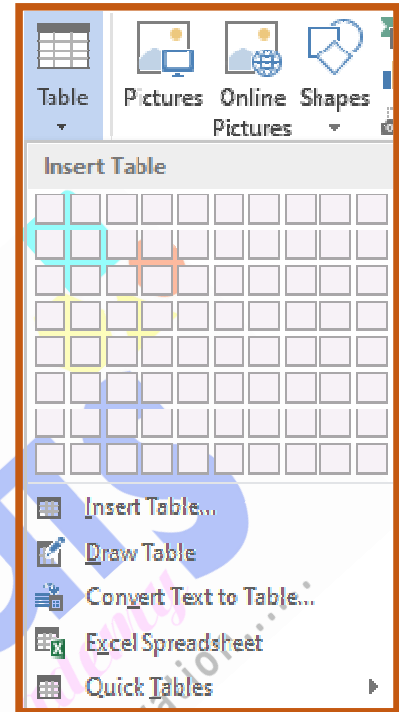 Table Pictures Online Shapes
Pictures
Insert Table
Insert Table...
Draw Table
Convert Text to Table...
Excel Spreadsheet
Quick Tables